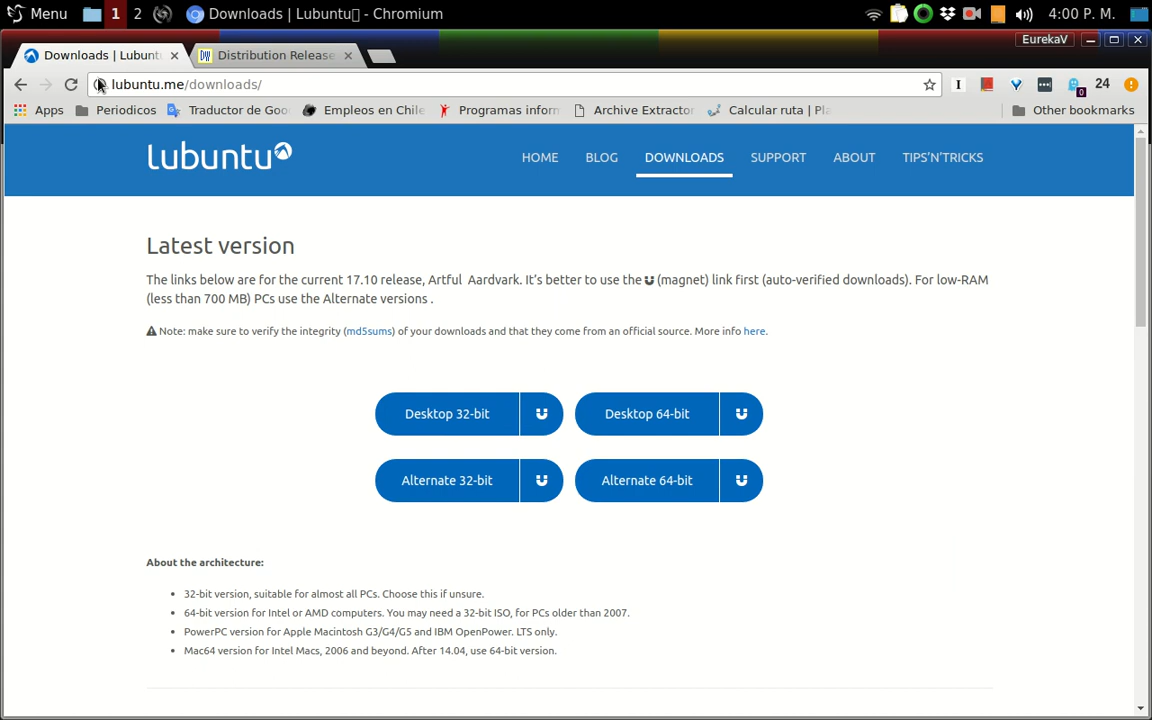 Menu 1 2 Downloads | Lubuntu - Chromium 4:00 P. M.
EurekaV
Downloads | Lubunt Distribution Release
lubuntu.me/downloads/ 24
0
Apps Periodicos Traductor de Goo Empleos en Chile Programas inform Archive Extractor Calcular ruta | Pla Other bookmarks
lubuntu HOME BLOG DOWNLOADS SUPPORT ABOUT TIPS'N'TRICKS
Latest version
The links below are for the current 17.10 release, Artful Aardvark. It's better to use the (magnet) link first (auto-verified downloads). For low-RAM
(less than 700 MB) PCs use the Alternate versions .
Note: make sure to verify the integrity (md5sums) of your downloads and that they come from an official source. More info here.
Desktop 32-bit Desktop 64-bit
Alternate 32-bit Alternate 64-bit
About the architecture:
• 32-bit version, suitable for almost all PCs. Choose this if unsure.
• 64-bit version for Intel or AMD computers. You may need a 32-bit ISO, for PCs older than 2007.
• PowerPC version for Apple Macintosh G3/G4/G5 and IBM OpenPower. LTS only.
• Mac64 version for Intel Macs, 2006 and beyond. After 14.04, use 64-bit version.